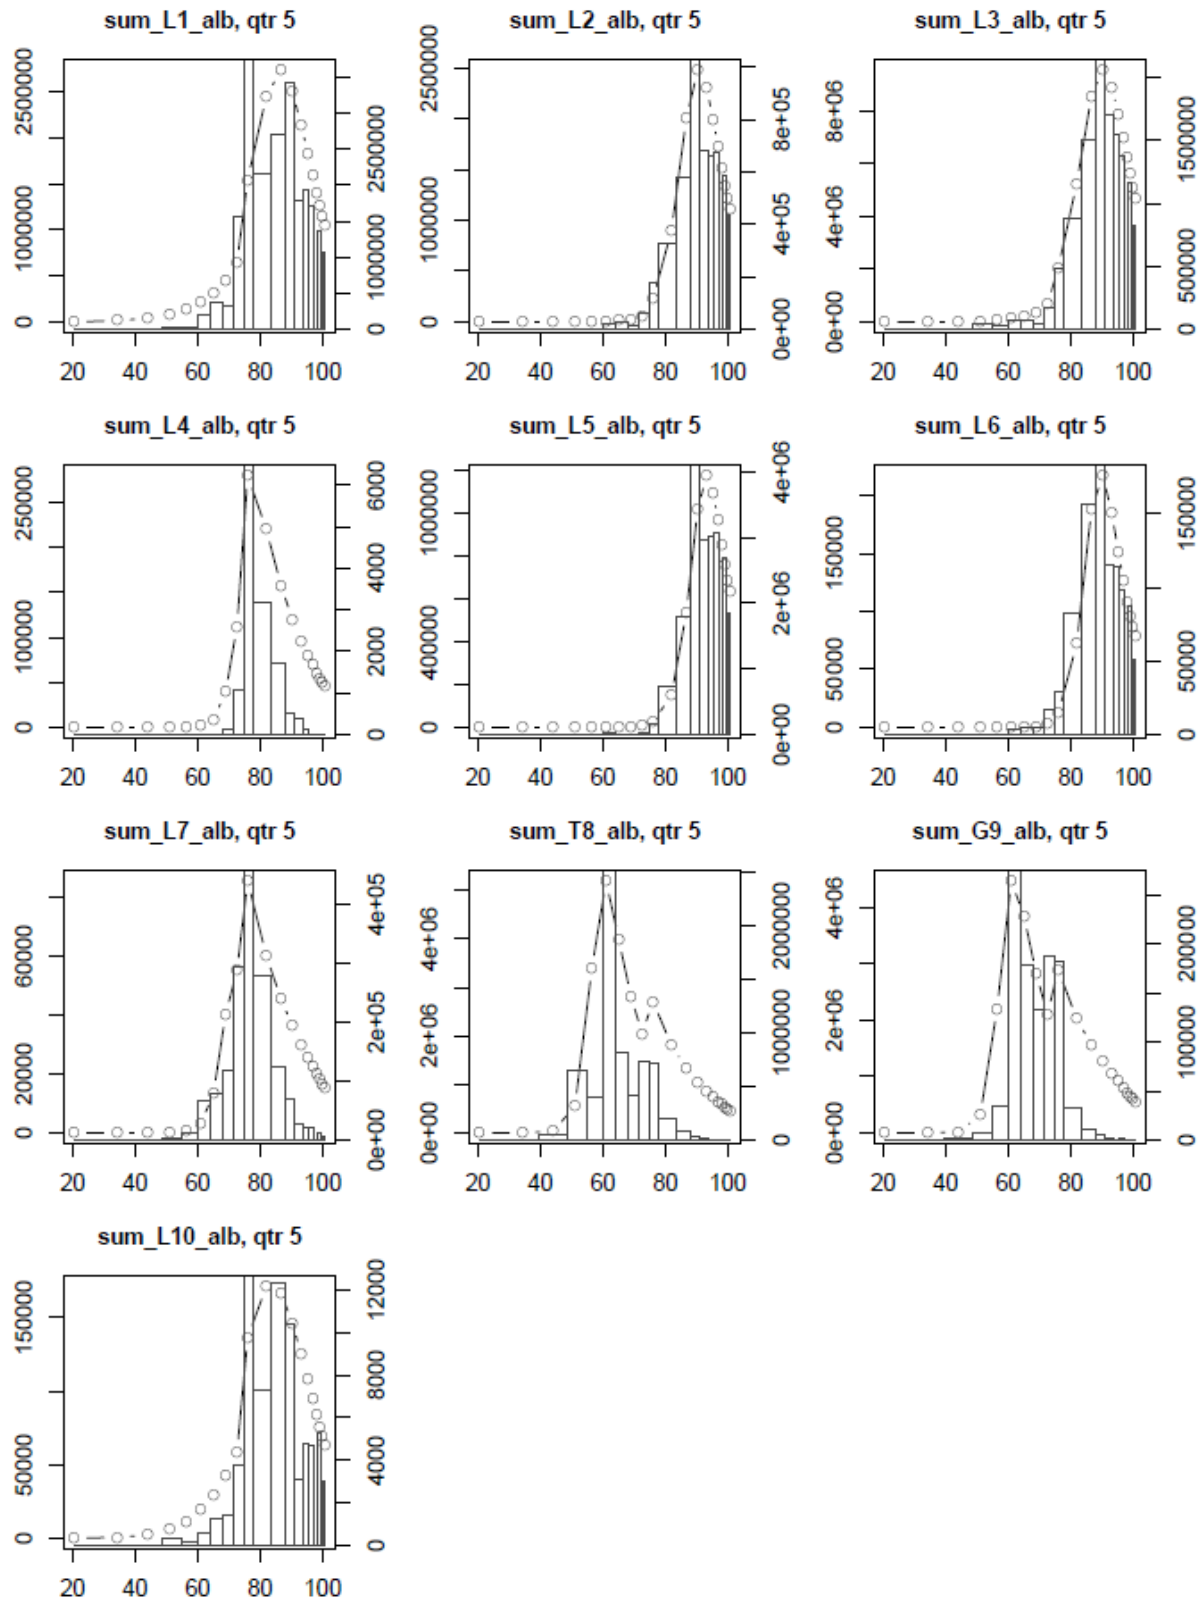 sum_L1_alb, qtr 5
0 1000000 2500000
0 1000000 2500000
20 40 60 80 100
sum_L2_alb, qtr 5
0 1000000 2500000
0e+00 4e+05 8e+05
20 40 60 80 100
sum_L3_alb, qtr 5
0e+00 4e+06 8e+06
0 500000 1500000
20 40 60 80 100
sum_L4_alb, qtr 5
0 100000 250000
0 2000 4000 6000
20 40 60 80 100
sum_L5_alb, qtr 5
0 400000 1000000
0e+00 2e+06 4e+06
20 40 60 80 100
sum_L6_alb, qtr 5
0 50000 150000
0 50000 150000
20 40 60 80 100
sum_L7_alb, qtr 5
0 20000 60000
0e+00 2e+05 4e+05
20 40 60 80 100
sum_T8_alb, qtr 5
0e+00 2e+06 4e+06
0 1000000 2000000
20 40 60 80 100
sum_G9_alb, qtr 5
0e+00 2e+06 4e+06
0 100000 200000
20 40 60 80 100
sum_L10_alb, qtr 5
0 50000 150000
0 4000 8000 12000
20 40 60 80 100